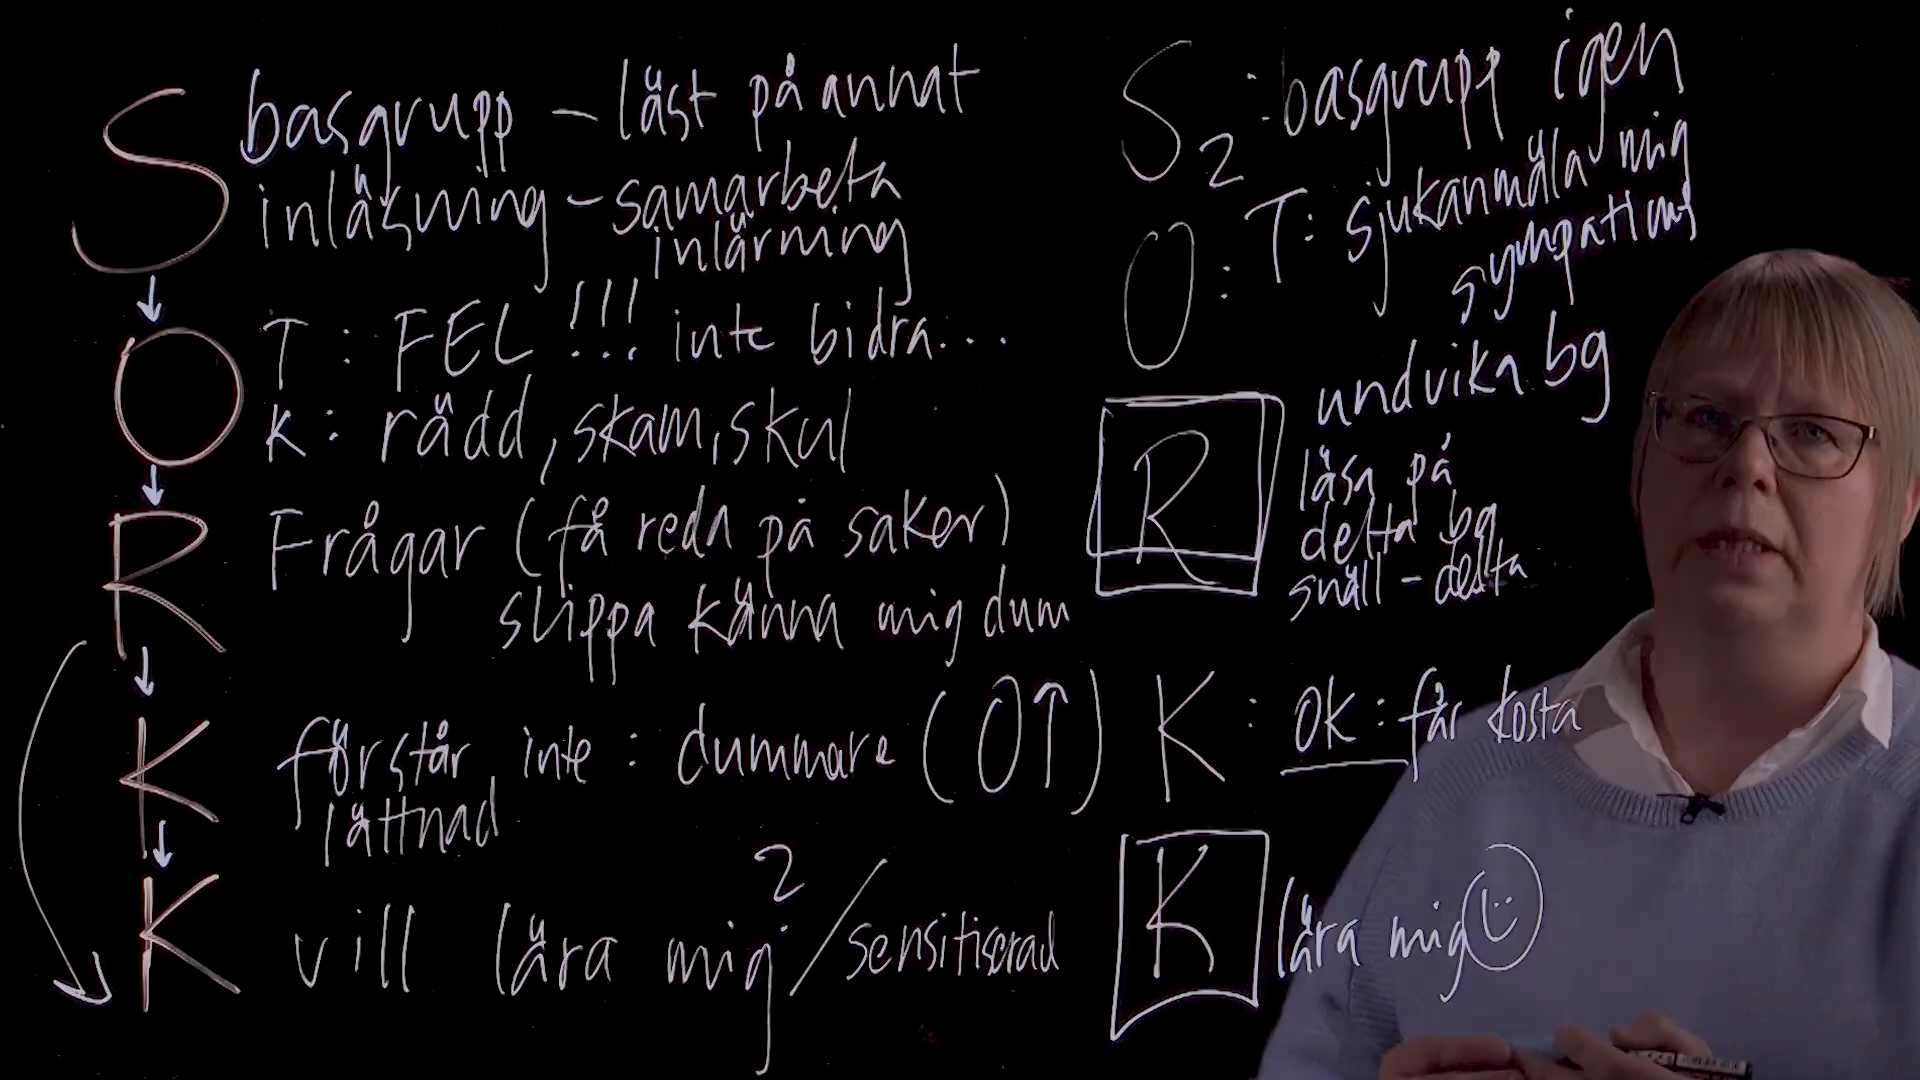 S basgrupp – läst på annat
inläsning – samarbeta
inlärning
O T : FEL !!! inte bidra...
K : rädd, skam, skul
R Frågar (få reda på saker)
slippa känna mig dum
K förstår inte : dummare (O↑)
lättnad
K vill lära mig 2 / sensitiserad
S2 : basgrupp igen
O : T : sjukanmäla mig
sympaticus
R undvika bg
läsa på
delta bg
snäll – delta
K : OK : får kosta
K lära mig